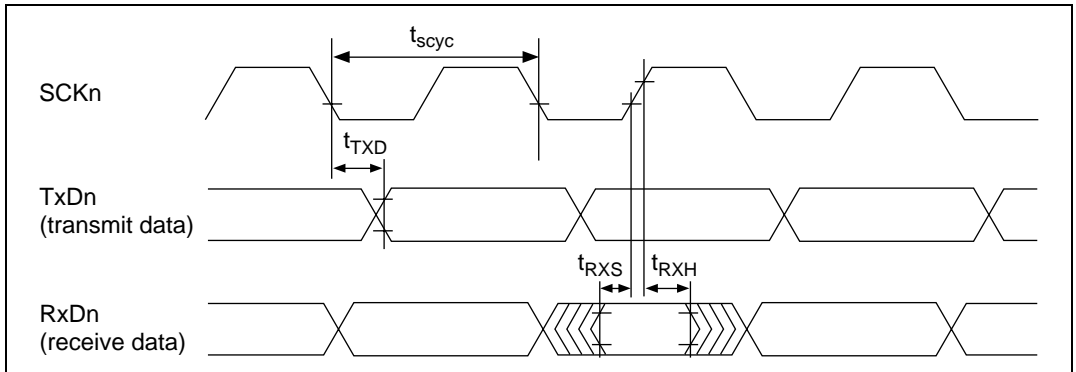 tscyc
SCKn
tTXD
TxDn
(transmit data)
tRXS
tRXH
RxDn
(receive data)